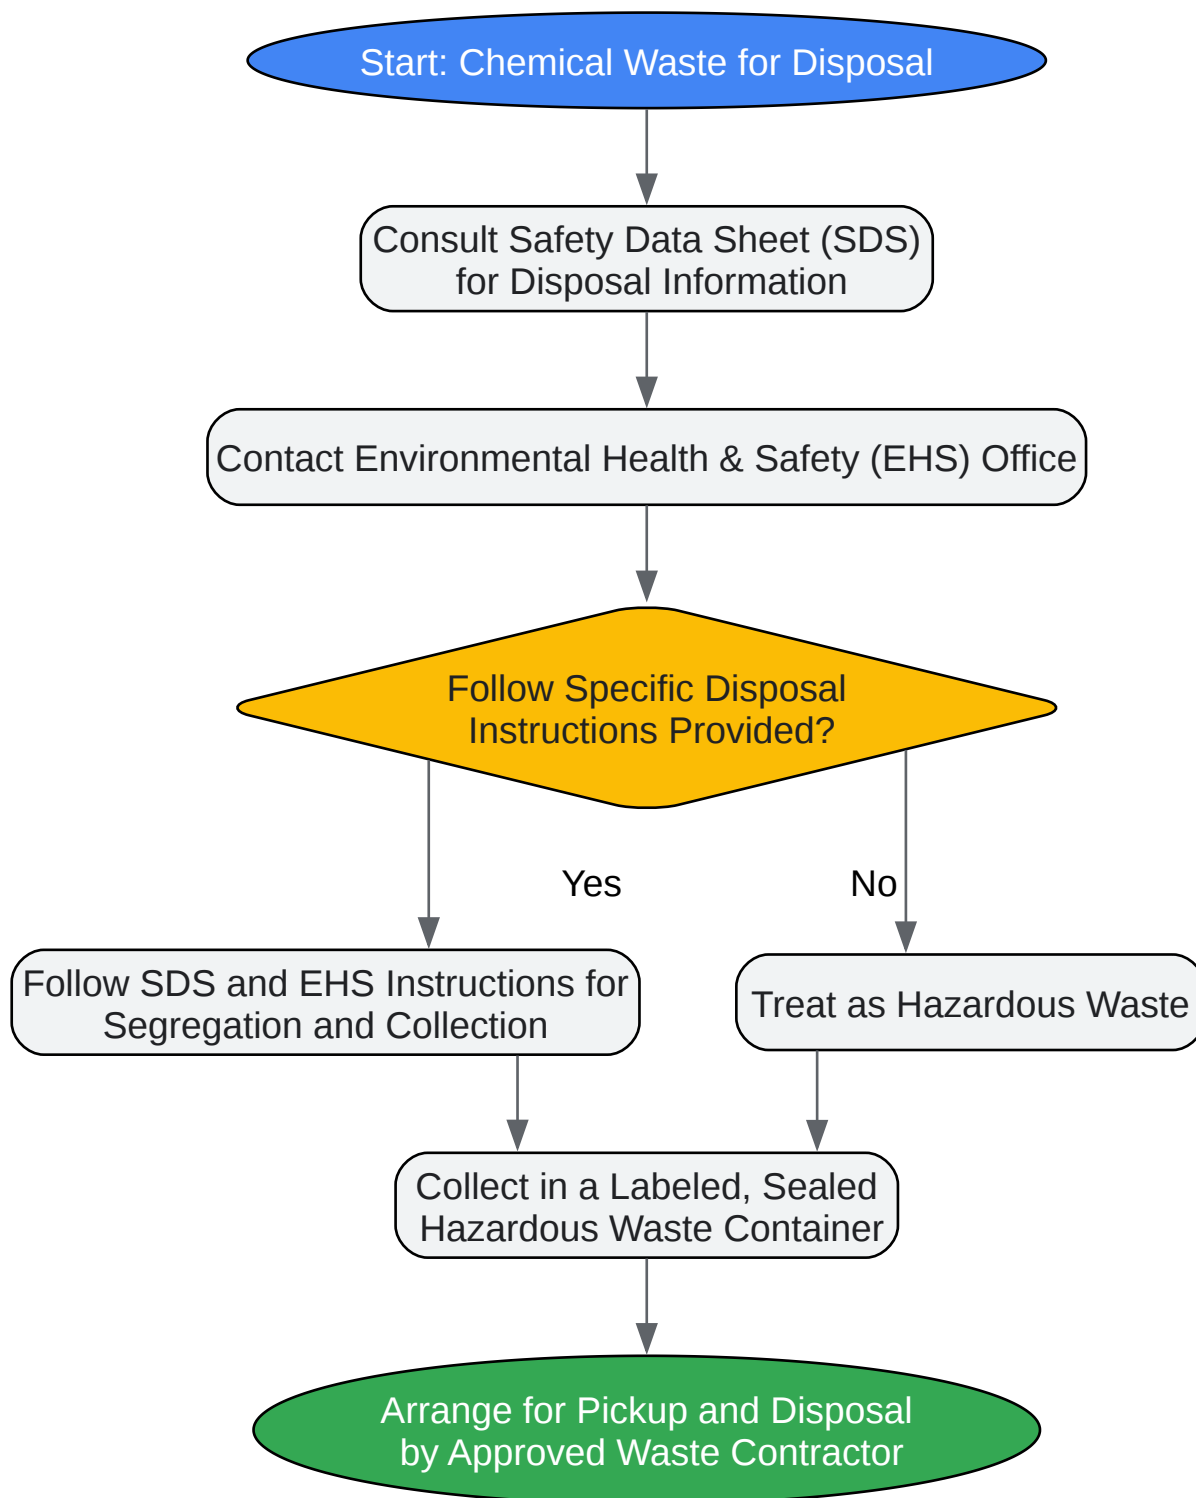 Start: Chemical Waste for Disposal
Consult Safety Data Sheet (SDS)
for Disposal Information
Contact Environmental Health & Safety (EHS) Office
Follow Specific Disposal
Instructions Provided?
Yes
No
Follow SDS and EHS Instructions for
Segregation and Collection
Treat as Hazardous Waste
Collect in a Labeled, Sealed
Hazardous Waste Container
Arrange for Pickup and Disposal
by Approved Waste Contractor